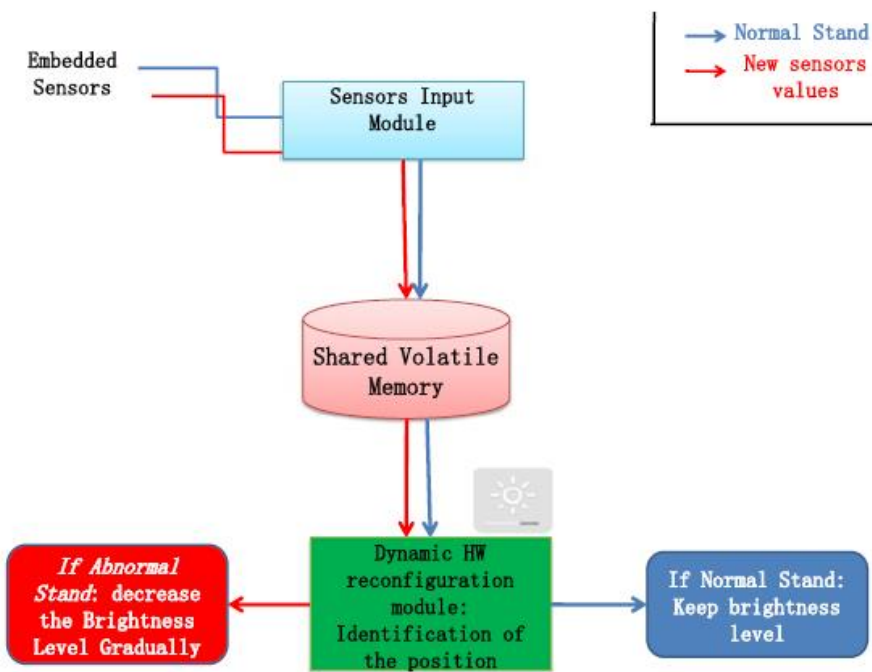 Embedded
Sensors
Sensors Input
Module
Normal Stand
New sensors
values
Shared Volatile
Memory
If Abnormal
Stand: decrease
the Brightness
Level Gradually
Dynamic HW
reconfiguration
module:
Identification of
the position
If Normal Stand:
Keep brightness
level